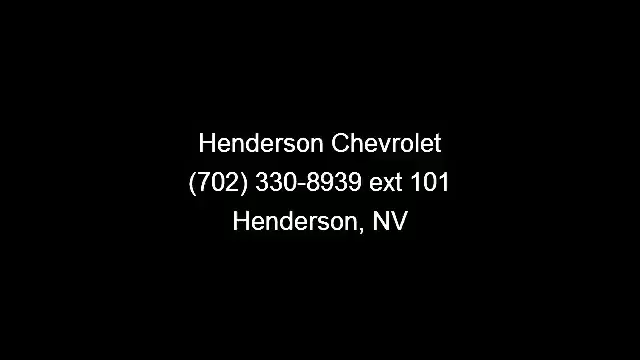 Henderson Chevrolet
(702) 330-8939 ext 101
Henderson, NV